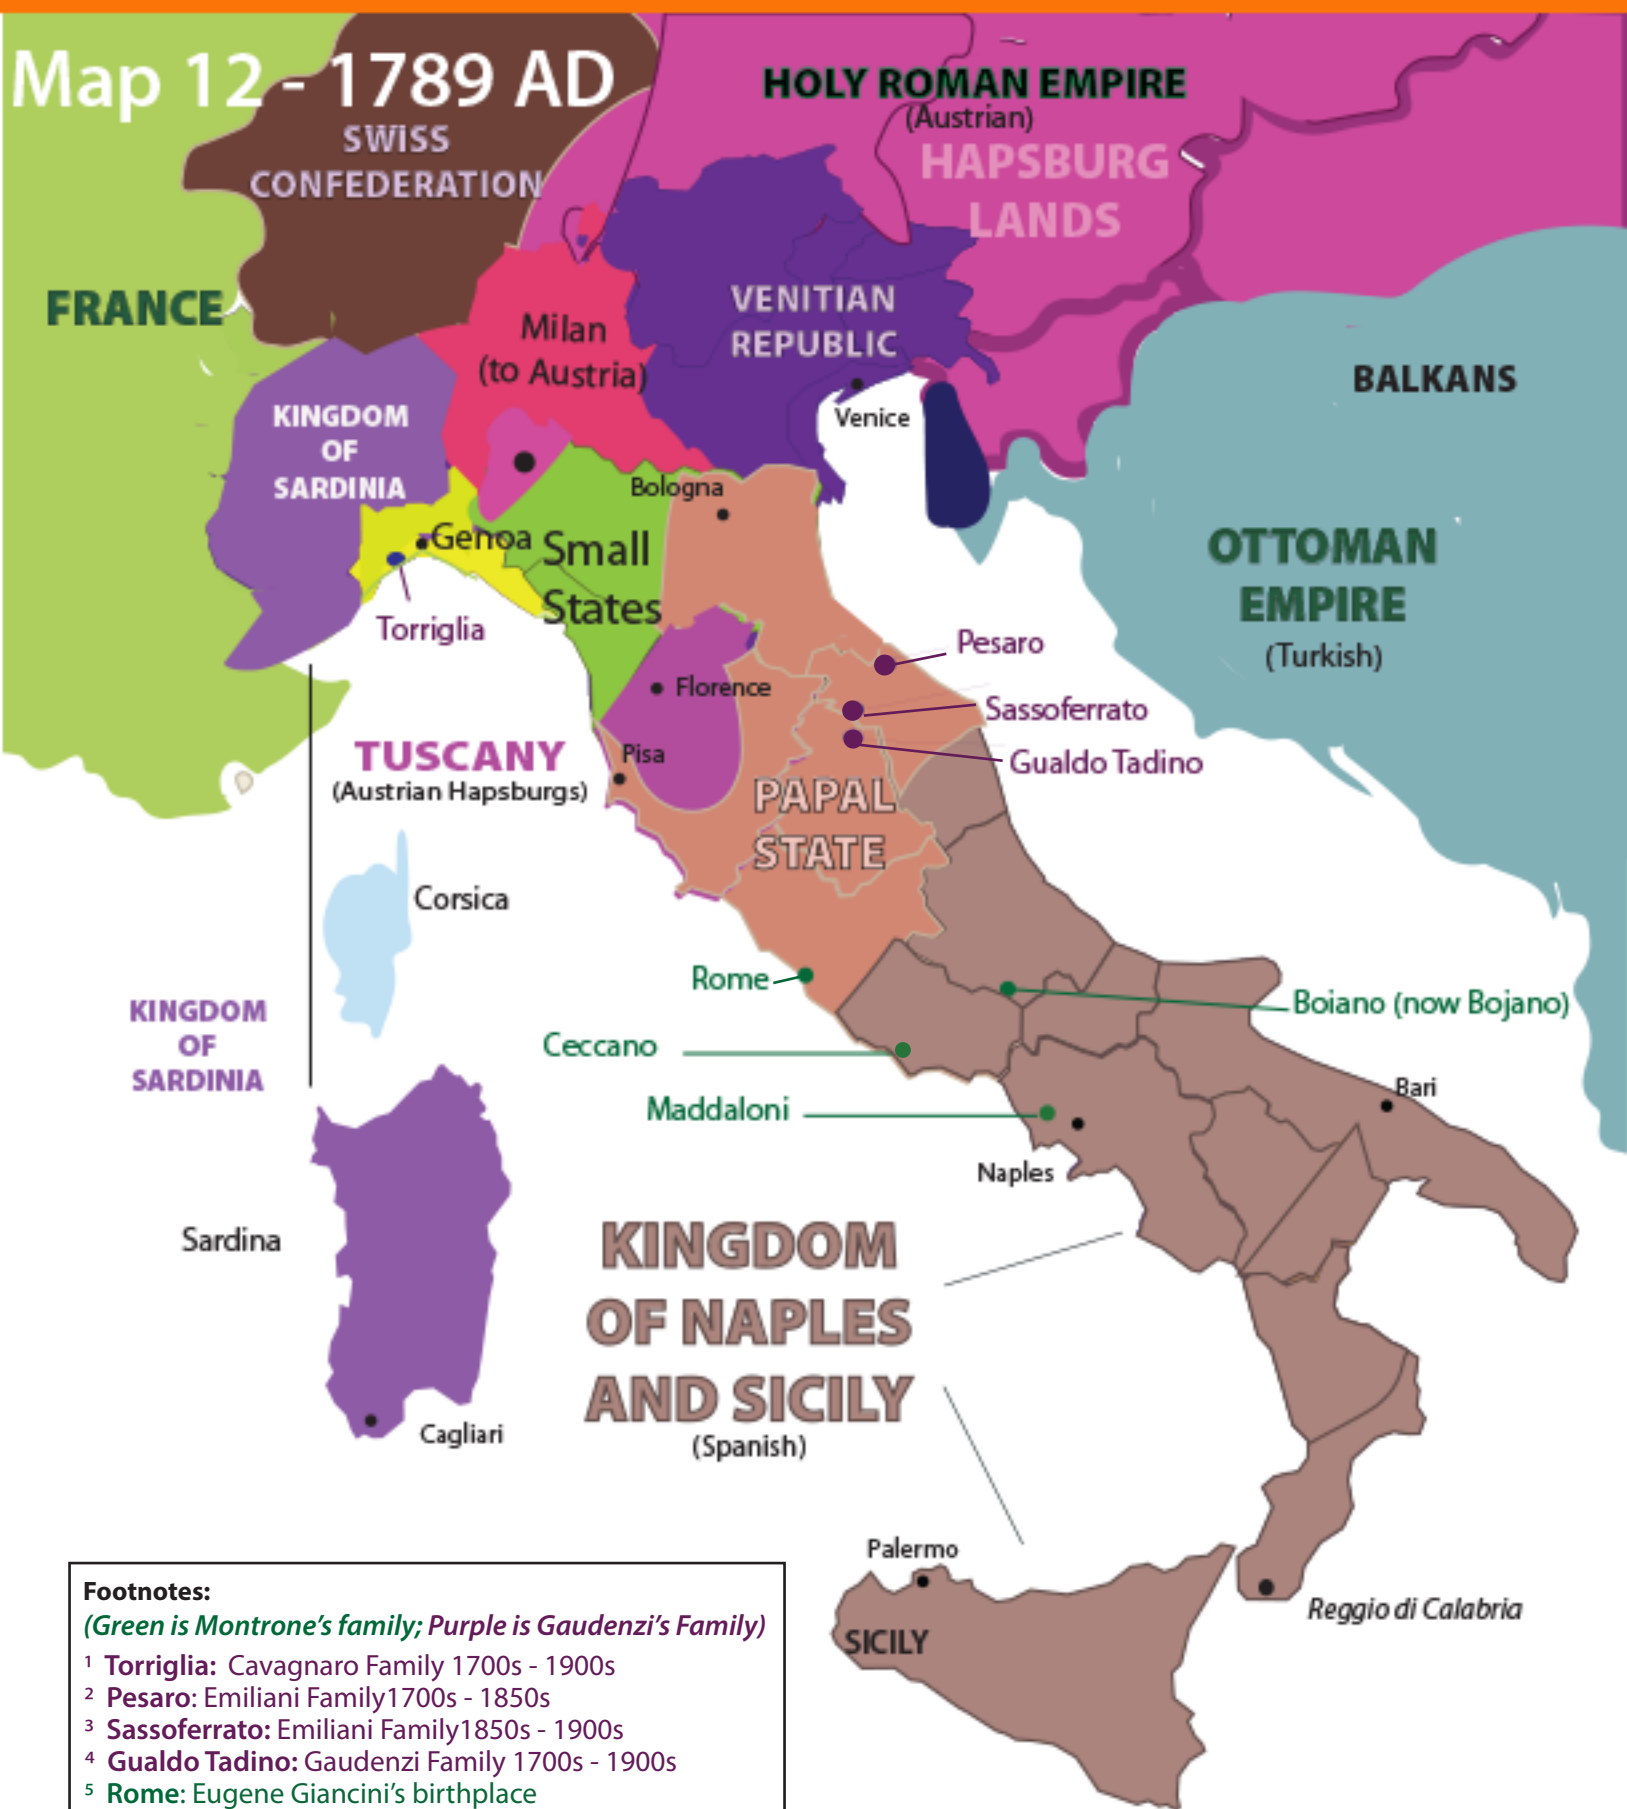 Map 12 - 1789 AD
SWISS
CONFEDERATION
HOLY ROMAN EMPIRE
(Austrian)
HAPSBURG
LANDS
FRANCE
Milan
(to Austria)
VENITIAN
REPUBLIC
Venice
BALKANS
KINGDOM
OF
SARDINIA
Bologna
Genoa
Small
States
Torriglia
OTTOMAN
EMPIRE
(Turkish)
Pesaro
Sassoferrato
Gualdo Tadino
Florence
Pisa
TUSCANY
(Austrian Hapsburgs)
PAPAL
STATE
Corsica
Rome
KINGDOM
OF
SARDINIA
Ceccano
Boiano (now Bojano)
Maddaloni
Bari
Naples
Sardina
KINGDOM
OF NAPLES
AND SICILY
(Spanish)
Cagliari
Palermo
SICILY
Reggio di Calabria
Footnotes:
(Green is Montrone's family; Purple is Gaudenzi's Family)
¹ Torriglia: Cavagnaro Family 1700s - 1900s
² Pesaro: Emiliani Family1700s - 1850s
³ Sassoferrato: Emiliani Family1850s - 1900s
⁴ Gualdo Tadino: Gaudenzi Family 1700s - 1900s
⁵ Rome: Eugene Giancini's birthplace